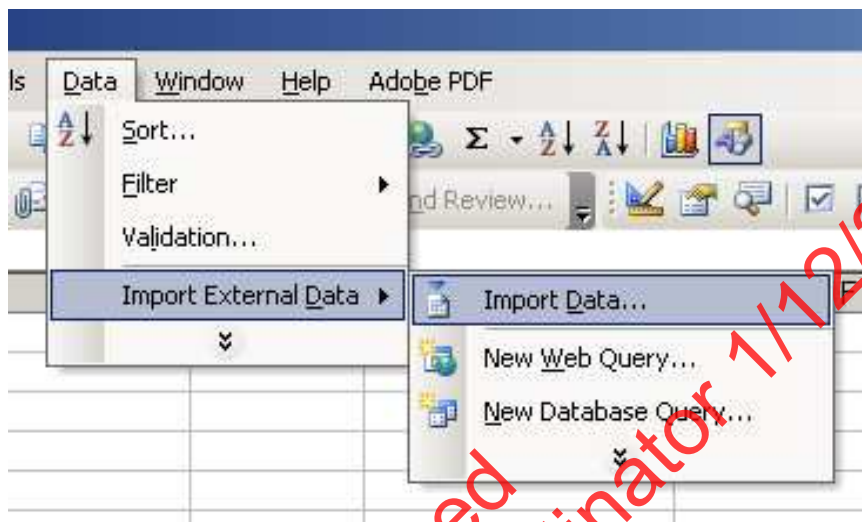 ls Data Window Help Adobe PDF
Sort...
Filter
nd Review...
Validation...
Import External Data
Import Data...
New Web Query...
New Database Query...
ed
inator 1/12/